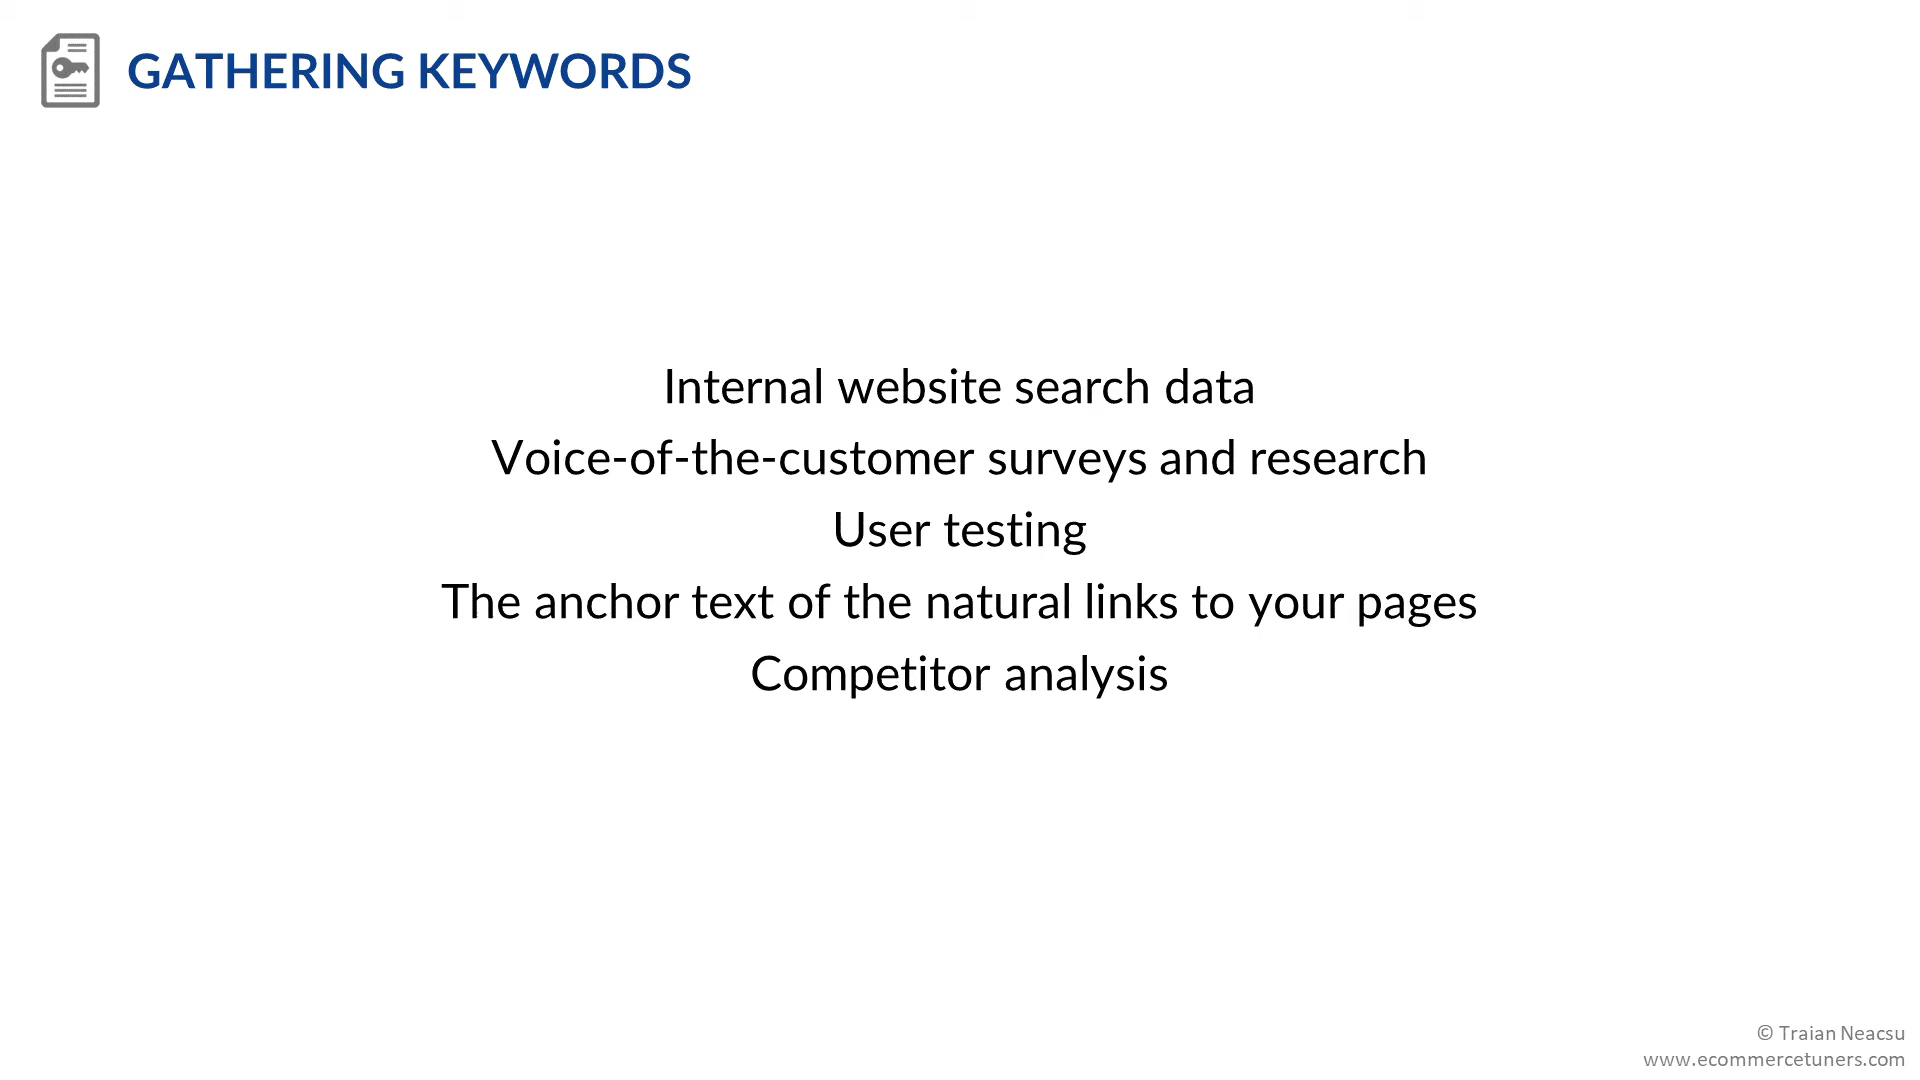 GATHERING KEYWORDS
Internal website search data
Voice-of-the-customer surveys and research
User testing
The anchor text of the natural links to your pages
Competitor analysis
© Traian Neacsu
www.ecommercetuners.com